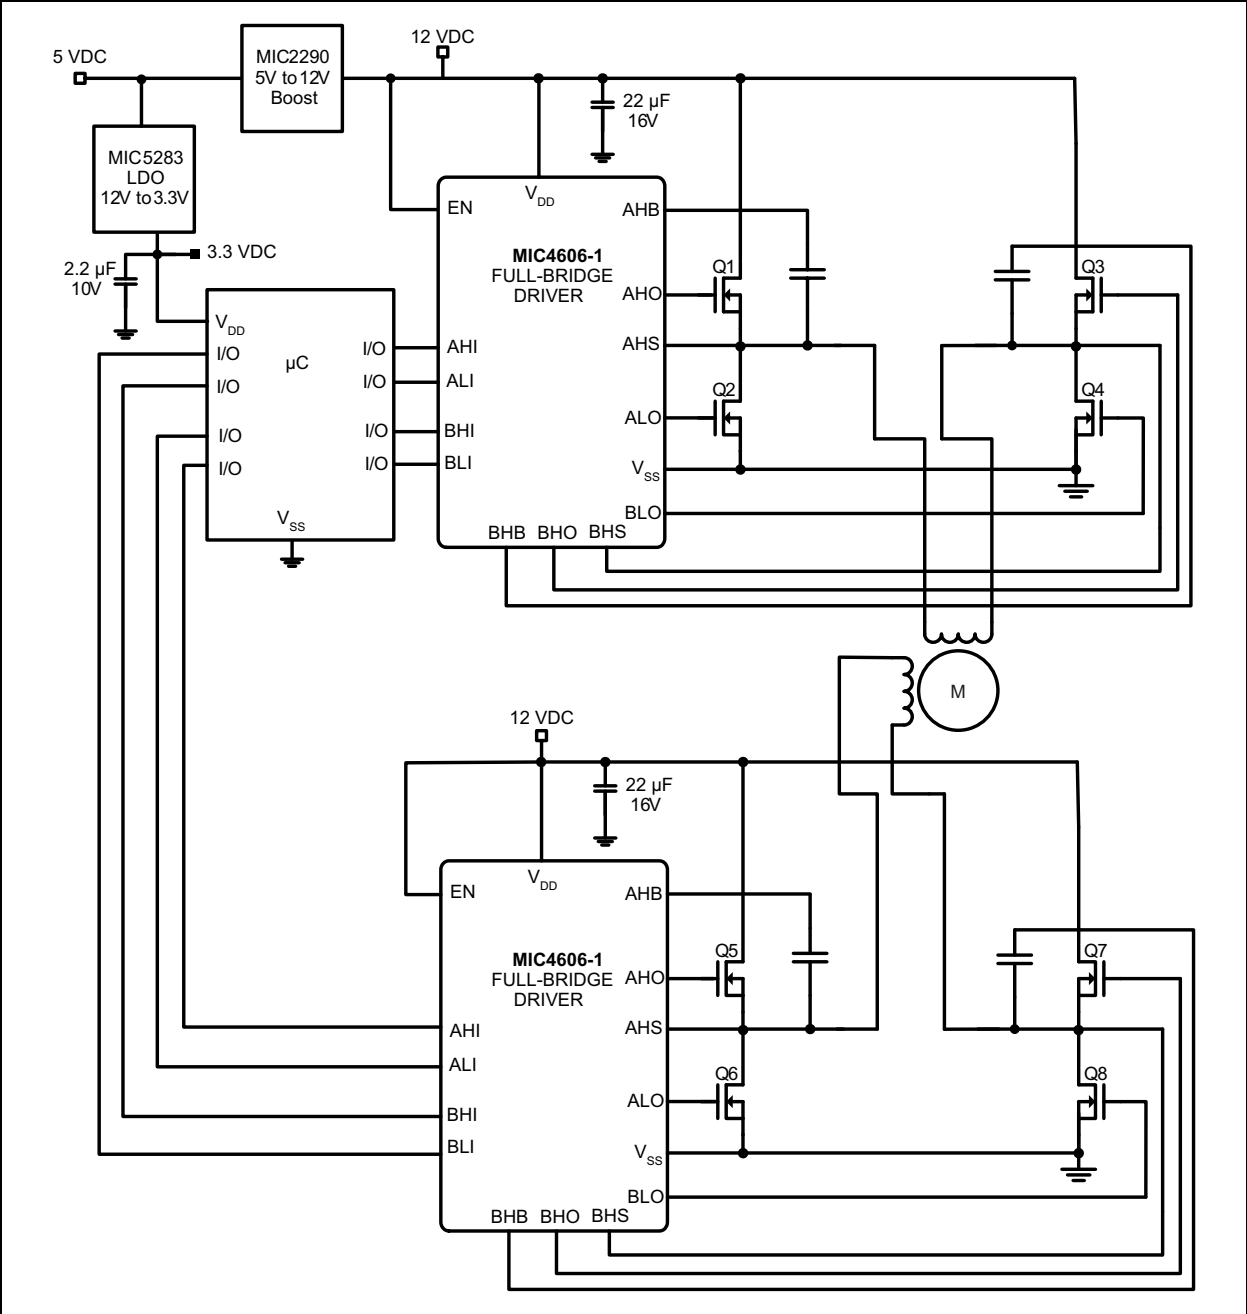 5 VDC
MIC2290
5V to 12V
Boost
12 VDC
22 µF
16V
MIC5283
LDO
12V to 3.3V
3.3 VDC
2.2 µF
10V
VDD
I/O
I/O
I/O
I/O
µC
I/O
I/O
I/O
I/O
VSS
EN
VDD
MIC4606-1
FULL-BRIDGE
DRIVER
AHI
ALI
BHI
BLI
AHB
AHO
AHS
ALO
VSS
BLO
BHB BHO BHS
Q1
Q2
Q3
Q4
M
12 VDC
22 µF
16V
EN
VDD
MIC4606-1
FULL-BRIDGE
DRIVER
AHI
ALI
BHI
BLI
AHB
AHO
AHS
ALO
VSS
BLO
BHB BHO BHS
Q5
Q6
Q7
Q8